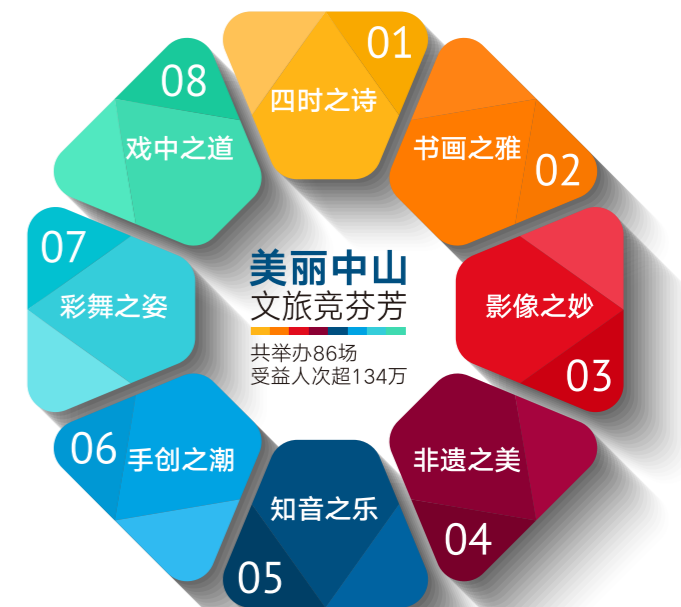 01
四时之诗
02
书画之雅
03
影像之妙
04
非遗之美
05
知音之乐
06
手创之潮
07
彩舞之姿
08
戏中之道
美丽中山
文旅竞芬芳
共举办86场
受益人次超134万